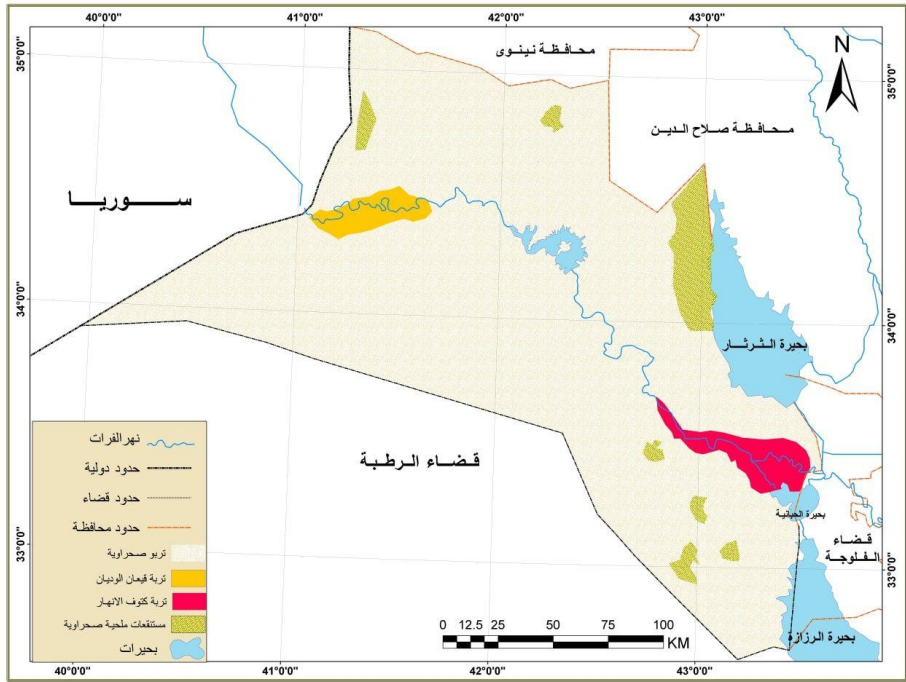 40°0'0" 41°0'0" 42°0'0" 43°0'0"
35°0'0"
35°0'0"
محافظة نينوى
N
محافظة صلاح الدين
ســـوريـــا
34°0'0"
34°0'0"
بحيرة الثرثار
قضاء الرطبة
بحيرة الحبانية
قضاء
الفلوجة
بحيرة الرزازة
33°0'0"
33°0'0"
نهرالفرات
حدود دولية
حدود قضاء
حدود محافظة
تربو صحراوية
تربة قيعان الوديان
تربة كتوف الانهار
مستنقعات ملحية صحراوية
بحيرات
0 12.5 25 50 75 100
KM
40°0'0" 41°0'0" 42°0'0" 43°0'0"